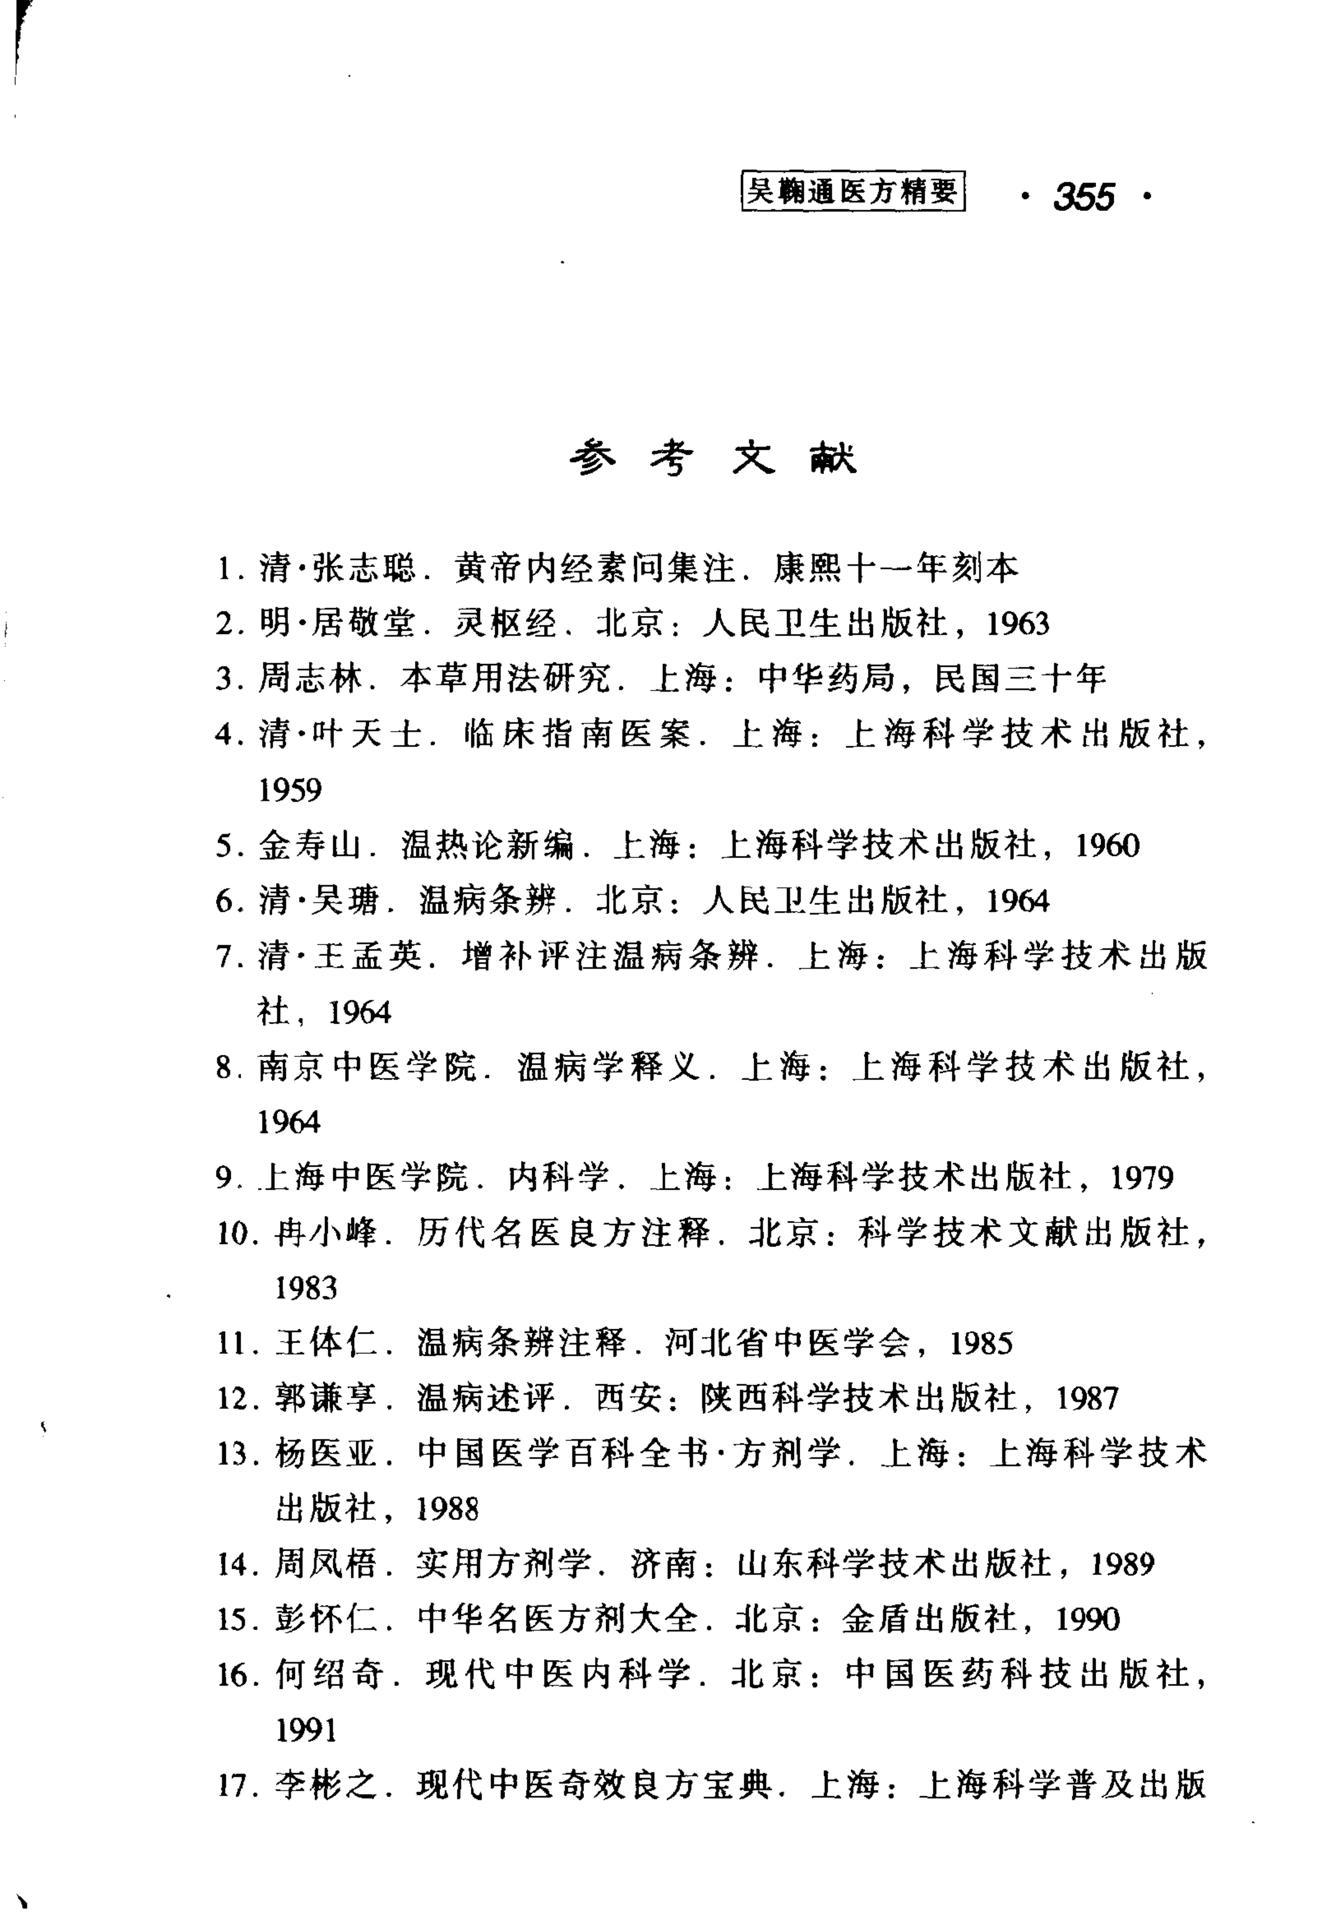 吴鞠通医方精要 · 355 ·
参考文献
1. 清·张志聪. 黄帝内经素问集注. 康熙十一年刻本
2. 明·居敬堂. 灵枢经. 北京: 人民卫生出版社, 1963
3. 周志林. 本草用法研究. 上海: 中华药局, 民国三十年
4. 清·叶天士. 临床指南医案. 上海: 上海科学技术出版社,
1959
5. 金寿山. 温热论新编. 上海: 上海科学技术出版社, 1960
6. 清·吴瑭. 温病条辨. 北京: 人民卫生出版社, 1964
7. 清·王孟英. 增补评注温病条辨. 上海: 上海科学技术出版
社, 1964
8. 南京中医学院. 温病学释义. 上海: 上海科学技术出版社,
1964
9. 上海中医学院. 内科学. 上海: 上海科学技术出版社, 1979
10. 冉小峰. 历代名医良方注释. 北京: 科学技术文献出版社,
1983
11. 王体仁. 温病条辨注释. 河北省中医学会, 1985
12. 郭谦享. 温病述评. 西安: 陕西科学技术出版社, 1987
13. 杨医亚. 中国医学百科全书·方剂学. 上海: 上海科学技术
出版社, 1988
14. 周凤梧. 实用方剂学. 济南: 山东科学技术出版社, 1989
15. 彭怀仁. 中华名医方剂大全. 北京: 金盾出版社, 1990
16. 何绍奇. 现代中医内科学. 北京: 中国医药科技出版社,
1991
17. 李彬之. 现代中医奇效良方宝典. 上海: 上海科学普及出版